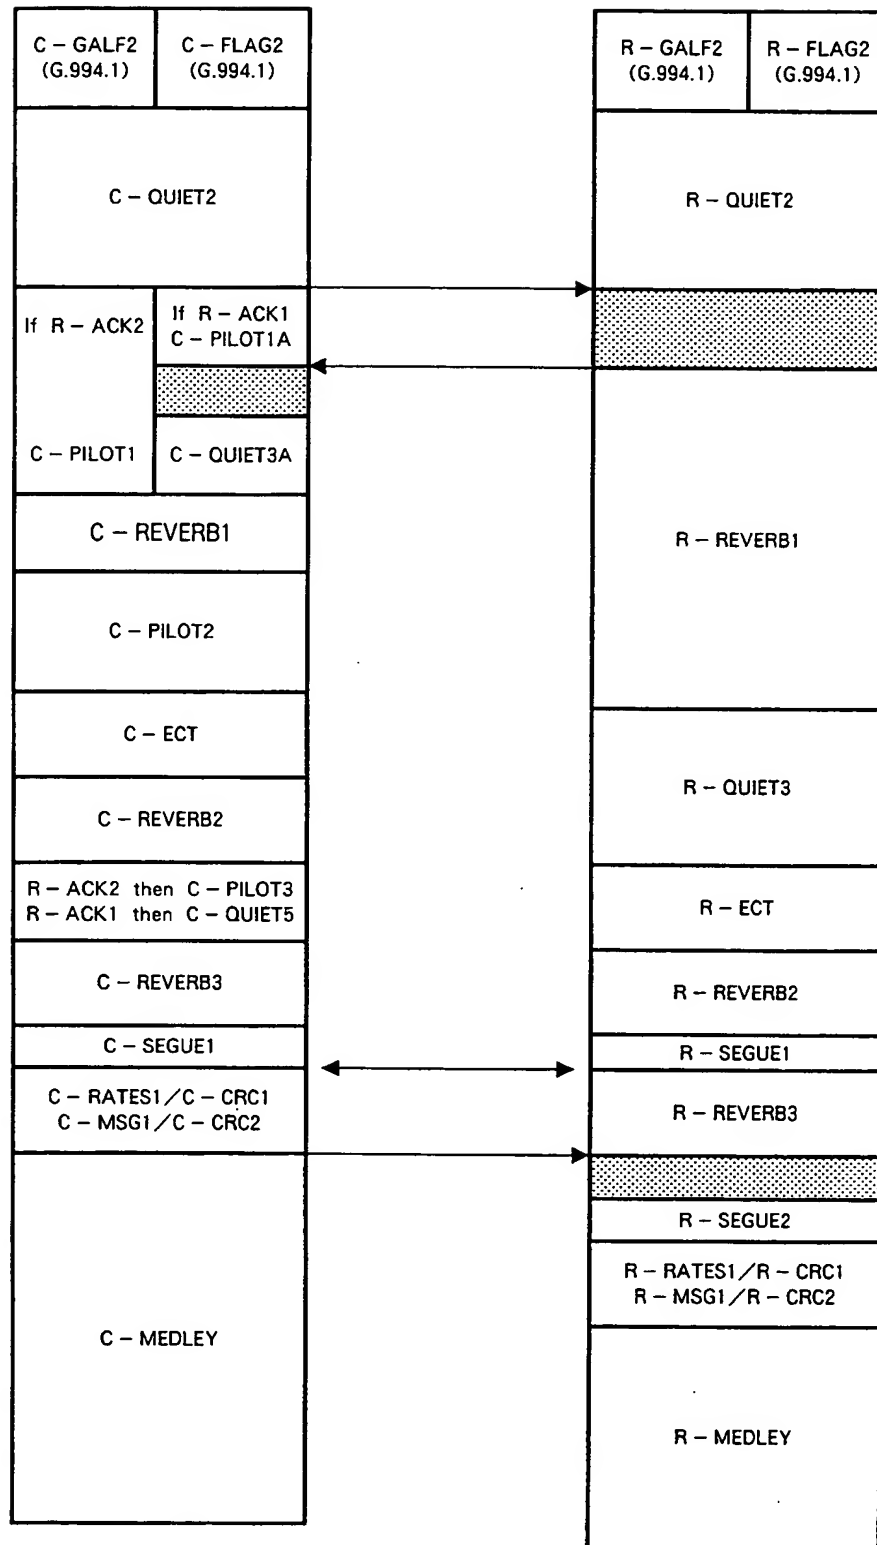 C – GALF2
(G.994.1)
C – FLAG2
(G.994.1)
C – QUIET2
If R – ACK2
C – PILOT1
If R – ACK1
C – PILOT1A
C – QUIET3A
C – REVERB1
C – PILOT2
C – ECT
C – REVERB2
R – ACK2 then C – PILOT3
R – ACK1 then C – QUIET5
C – REVERB3
C – SEGUE1
C – RATES1/C – CRC1
C – MSG1/C – CRC2
C – MEDLEY
R – GALF2
(G.994.1)
R – FLAG2
(G.994.1)
R – QUIET2
R – REVERB1
R – QUIET3
R – ECT
R – REVERB2
R – SEGUE1
R – REVERB3
R – SEGUE2
R – RATES1/R – CRC1
R – MSG1/R – CRC2
R – MEDLEY